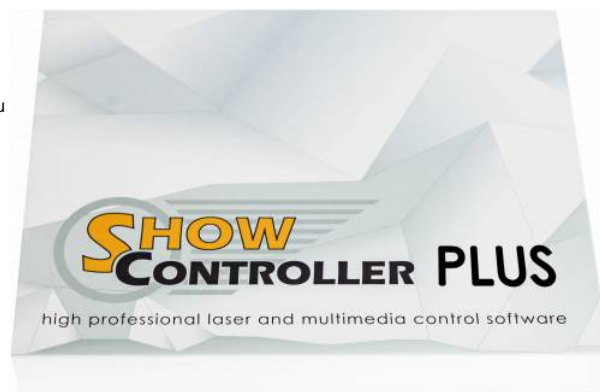 u
SHOW
CONTROLLER PLUS
high professional laser and multimedia control software